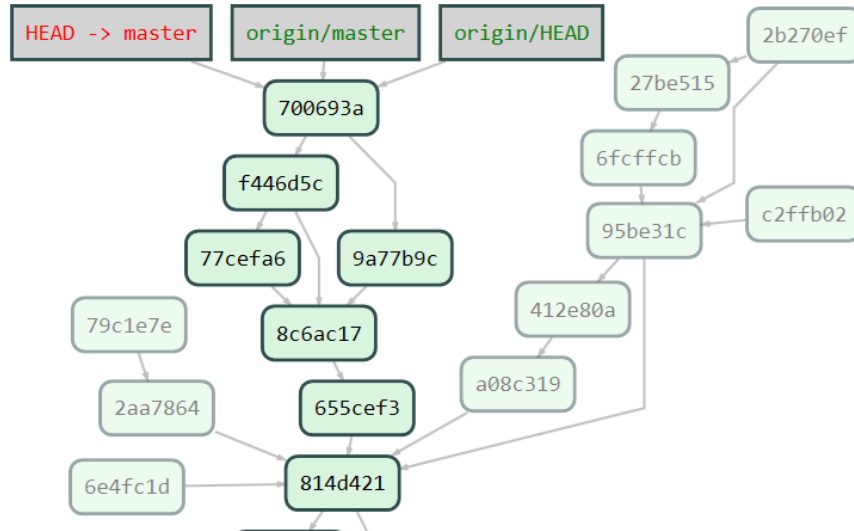 HEAD -> master
origin/master
origin/HEAD
2b270ef
27be515
700693a
6fcffcb
f446d5c
c2ffb02
95be31c
77cefa6
9a77b9c
412e80a
79c1e7e
8c6ac17
a08c319
2aa7864
655cef3
6e4fc1d
814d421